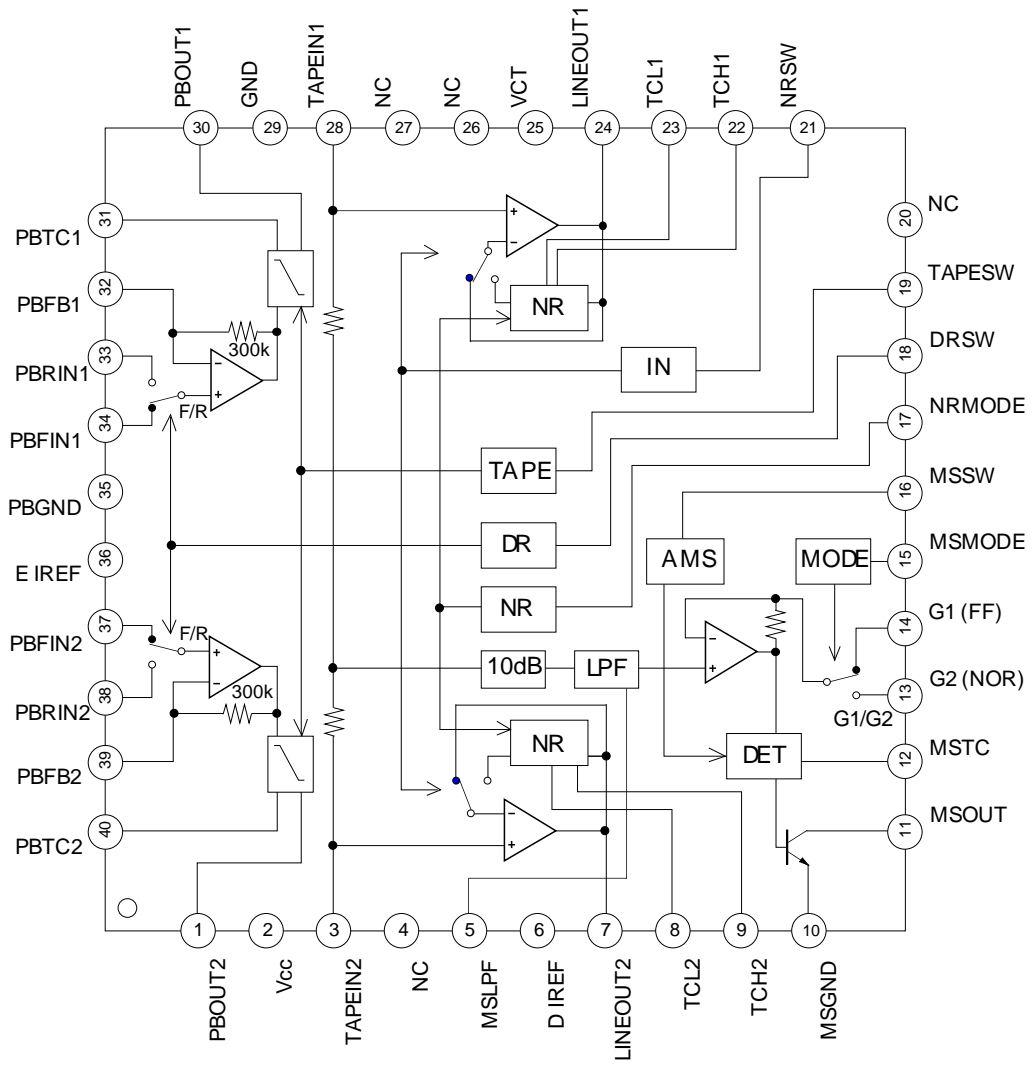 PBOUT1
GND
TAPEIN1
NC
NC
VCT
LINEOUT1
TCL1
TCH1
NRSW
30
29
28
27
26
25
24
23
22
21
31
PBTC1
32
PBFB1
33
PBRIN1
34
PBFIN1
35
PBGND
36
EIREF
37
PBFIN2
38
PBRIN2
39
PBFB2
40
PBTC2
20
NC
19
TAPESW
18
DRSW
17
NRMODE
16
MSSW
15
MSMODE
14
G1 (FF)
13
G2 (NOR)
12
MSTC
11
MSOUT
300k
F/R
+
−
+
−
NR
IN
TAPE
DR
AMS
MODE
NR
10dB
LPF
−
+
G1/G2
DET
F/R
+
−
300k
NR
−
+
1
2
3
4
5
6
7
8
9
10
PBOUT2
Vcc
TAPEIN2
NC
MSLPF
DIREF
LINEOUT2
TCL2
TCH2
MSGND